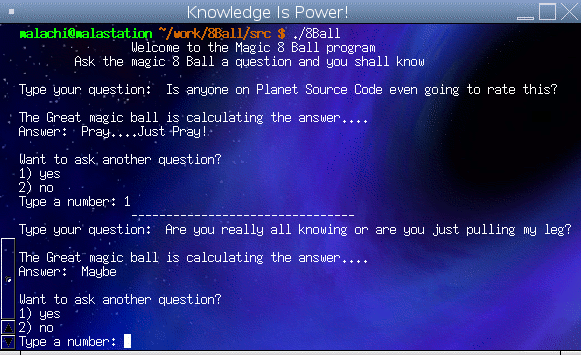 Knowledge Is Power!
malachi@malastation ~/work/8Ball/src $ ./8Ball
Welcome to the Magic 8 Ball program
Ask the magic 8 Ball a question and you shall know
Type your question:  Is anyone on Planet Source Code even going to rate this?
The Great magic ball is calculating the answer....
Answer:  Pray....Just Pray!
Want to ask another question?
1) yes
2) no
Type a number: 1
--------------------------------
Type your question:  Are you really all knowing or are you just pulling my leg?
The Great magic ball is calculating the answer....
Answer:  Maybe
Want to ask another question?
1) yes
2) no
Type a number: